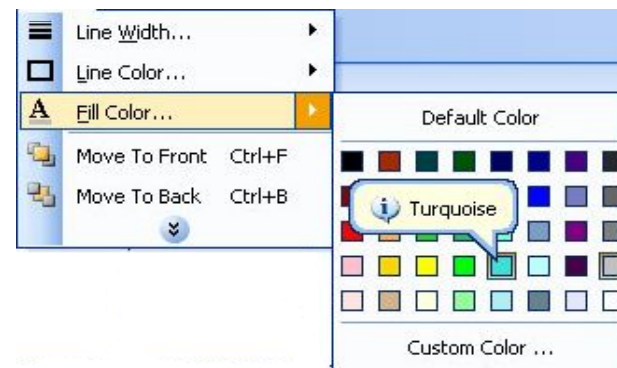 Line Width...
Line Color...
A Fill Color...
Default Color
Move To Front Ctrl+F
Move To Back Ctrl+B
Turquoise
Custom Color ...